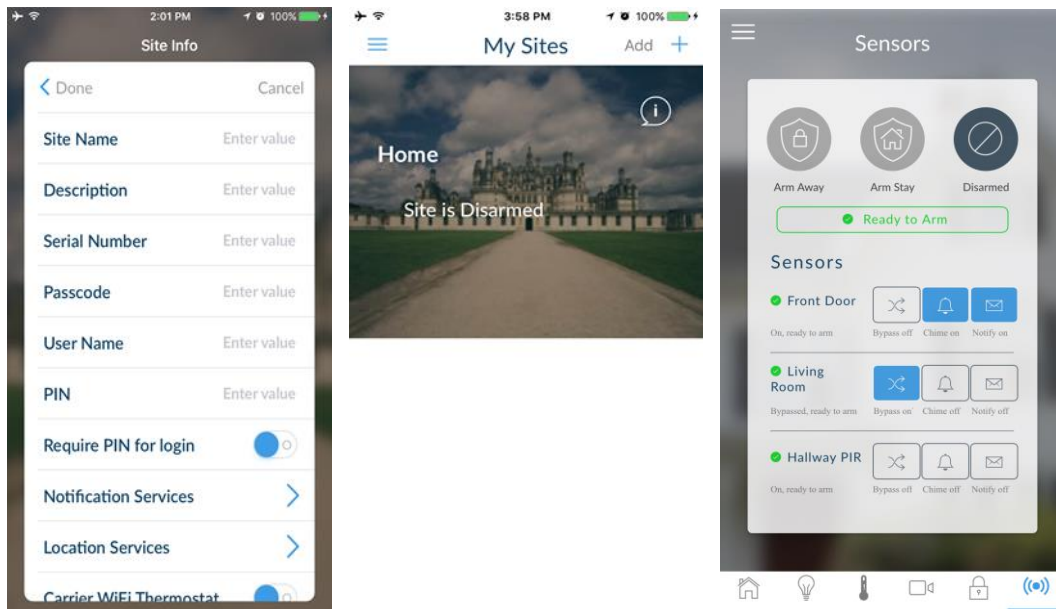 2:01 PM
100%
Site Info
Done
Cancel
Site Name
Enter value
Description
Enter value
Serial Number
Enter value
Passcode
Enter value
User Name
Enter value
PIN
Enter value
Require PIN for login
Notification Services
Location Services
Carrier WiFi Thermostat
3:58 PM
100%
My Sites
Add +
i
Home
Site is Disarmed
Sensors
Arm Away
Arm Stay
Disarmed
Ready to Arm
Sensors
Front Door
On, ready to arm
Bypass off
Chime on
Notify on
Living
Room
Bypassed, ready to arm
Bypass on
Chime off
Notify off
Hallway PIR
On, ready to arm
Bypass off
Chime off
Notify off